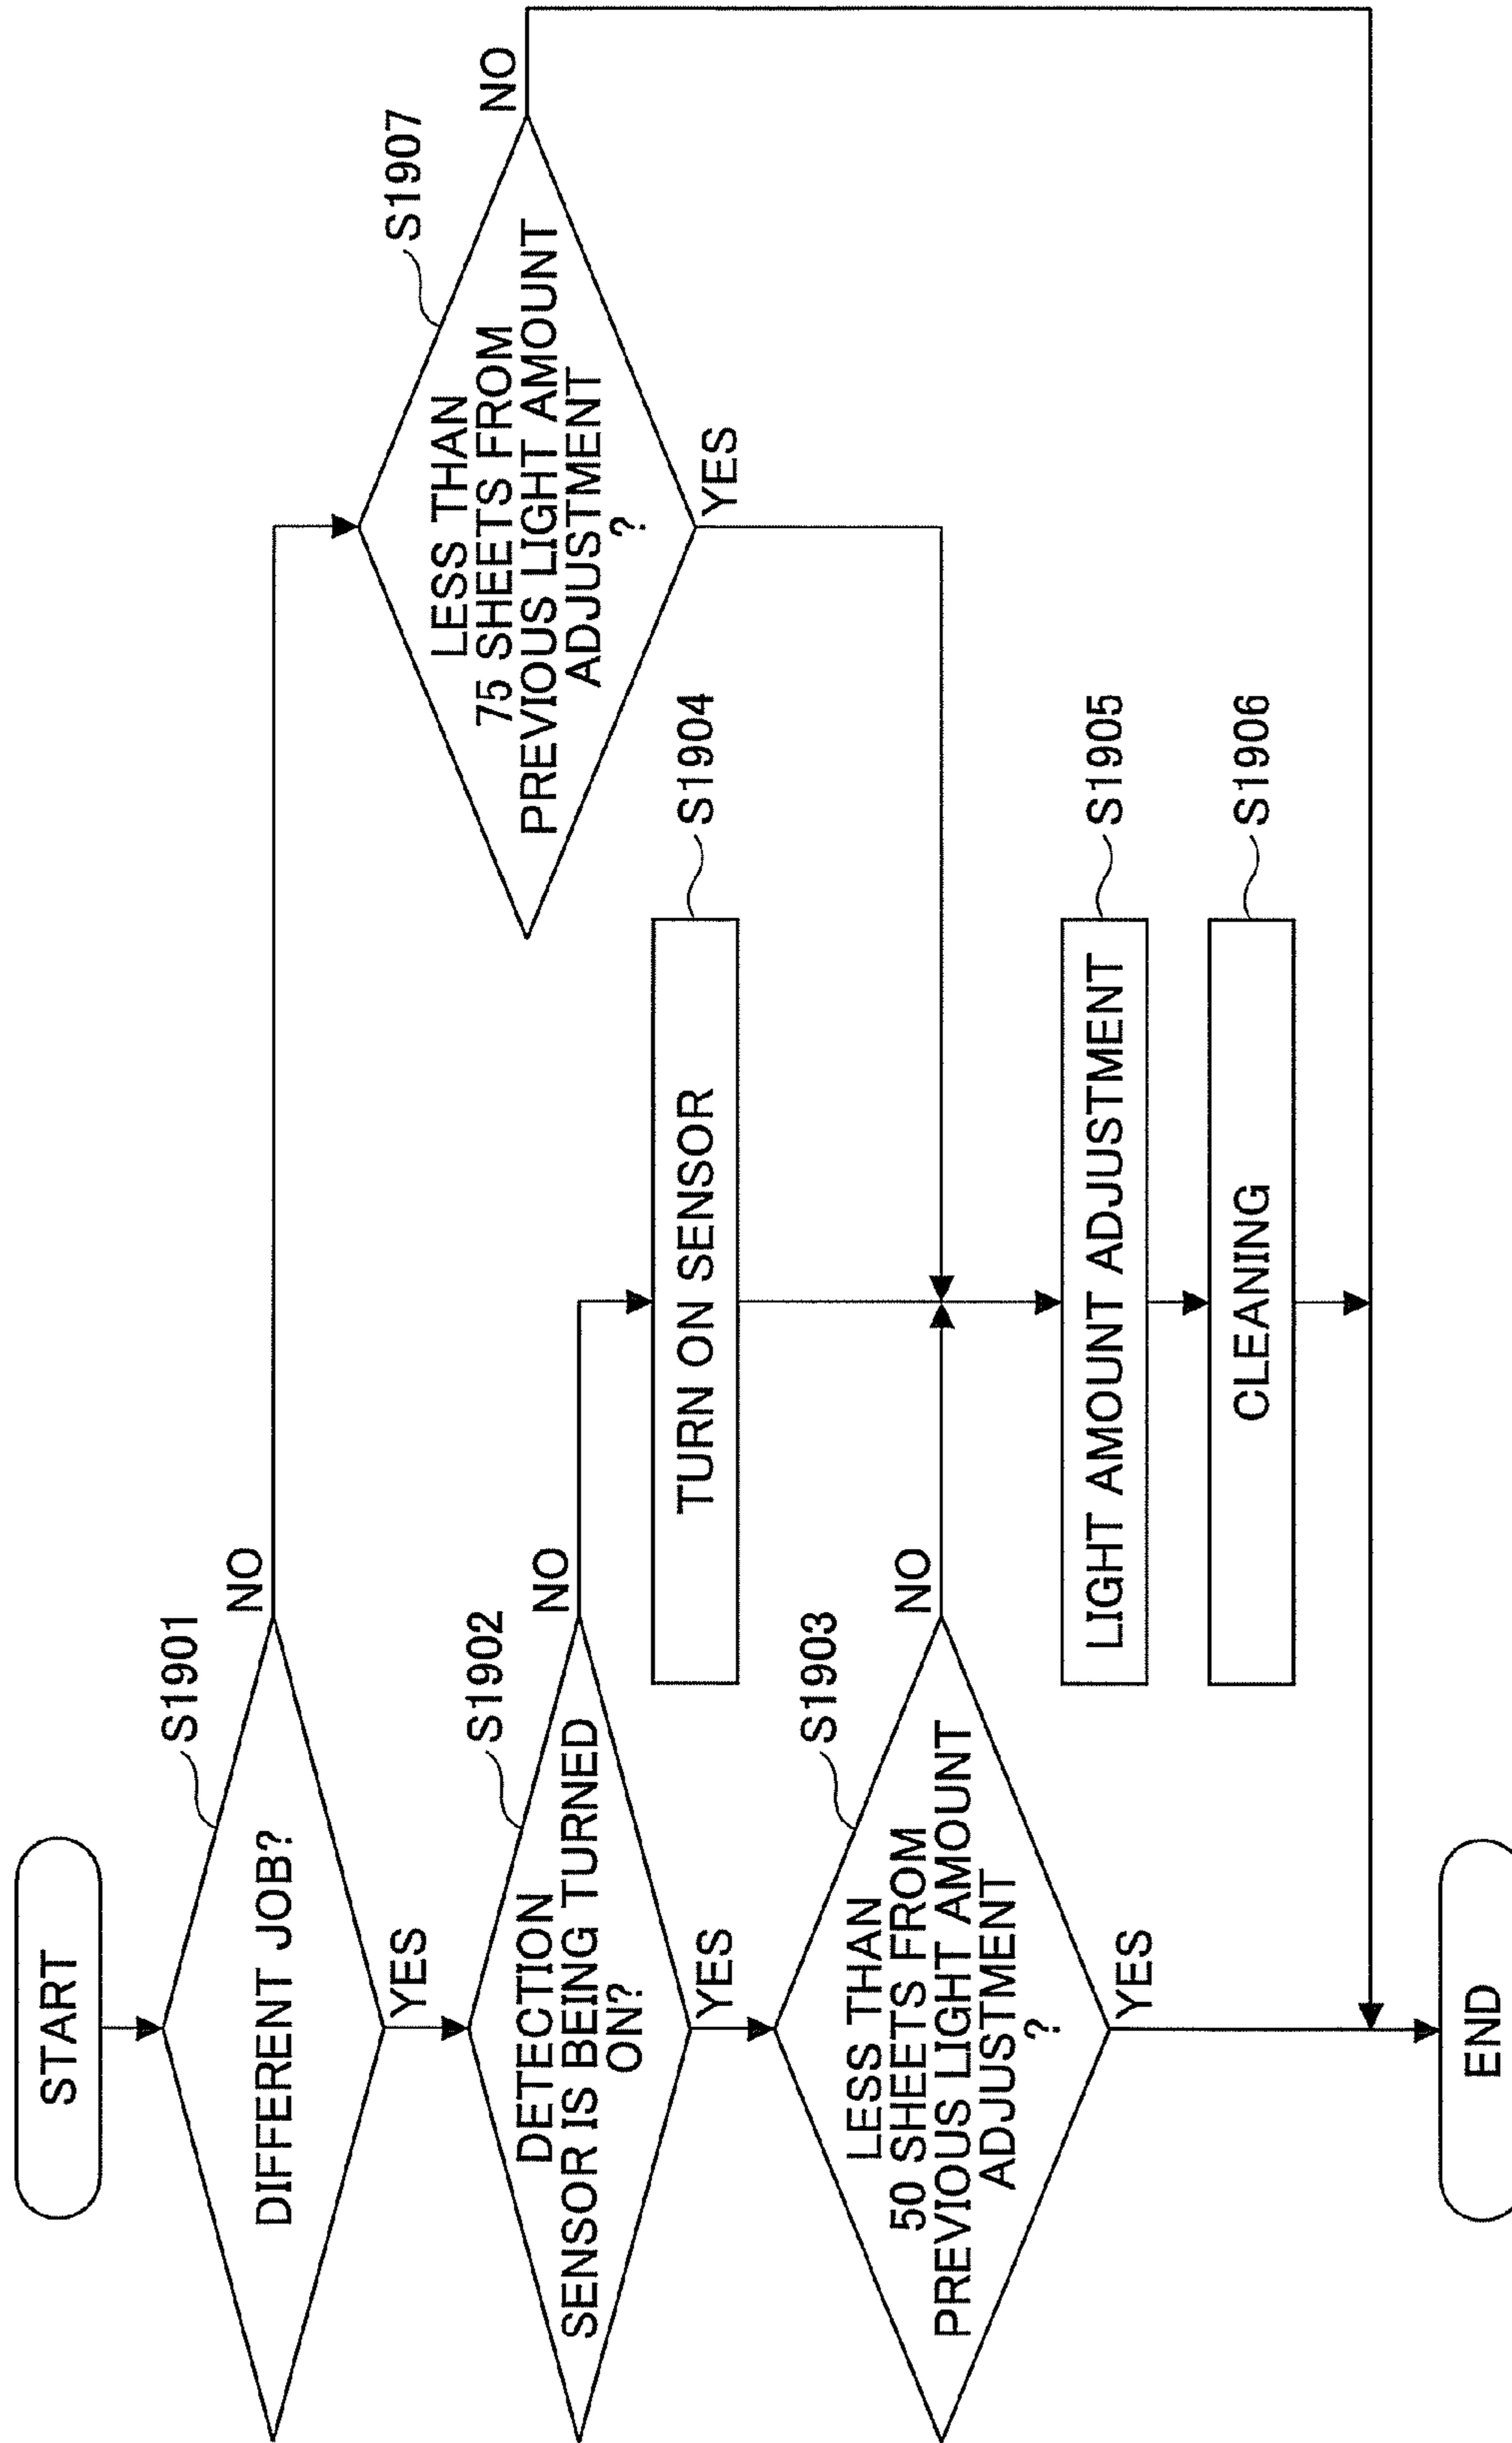 START
S1901
DIFFERENT JOB?
NO
YES
S1902
DETECTION
SENSOR IS BEING TURNED
ON?
NO
YES
S1903
LESS THAN
50 SHEETS FROM
PREVIOUS LIGHT AMOUNT
ADJUSTMENT
?
NO
YES
S1904
TURN ON SENSOR
S1907
LESS THAN
75 SHEETS FROM
PREVIOUS LIGHT AMOUNT
ADJUSTMENT
?
NO
YES
S1905
LIGHT AMOUNT ADJUSTMENT
S1906
CLEANING
END